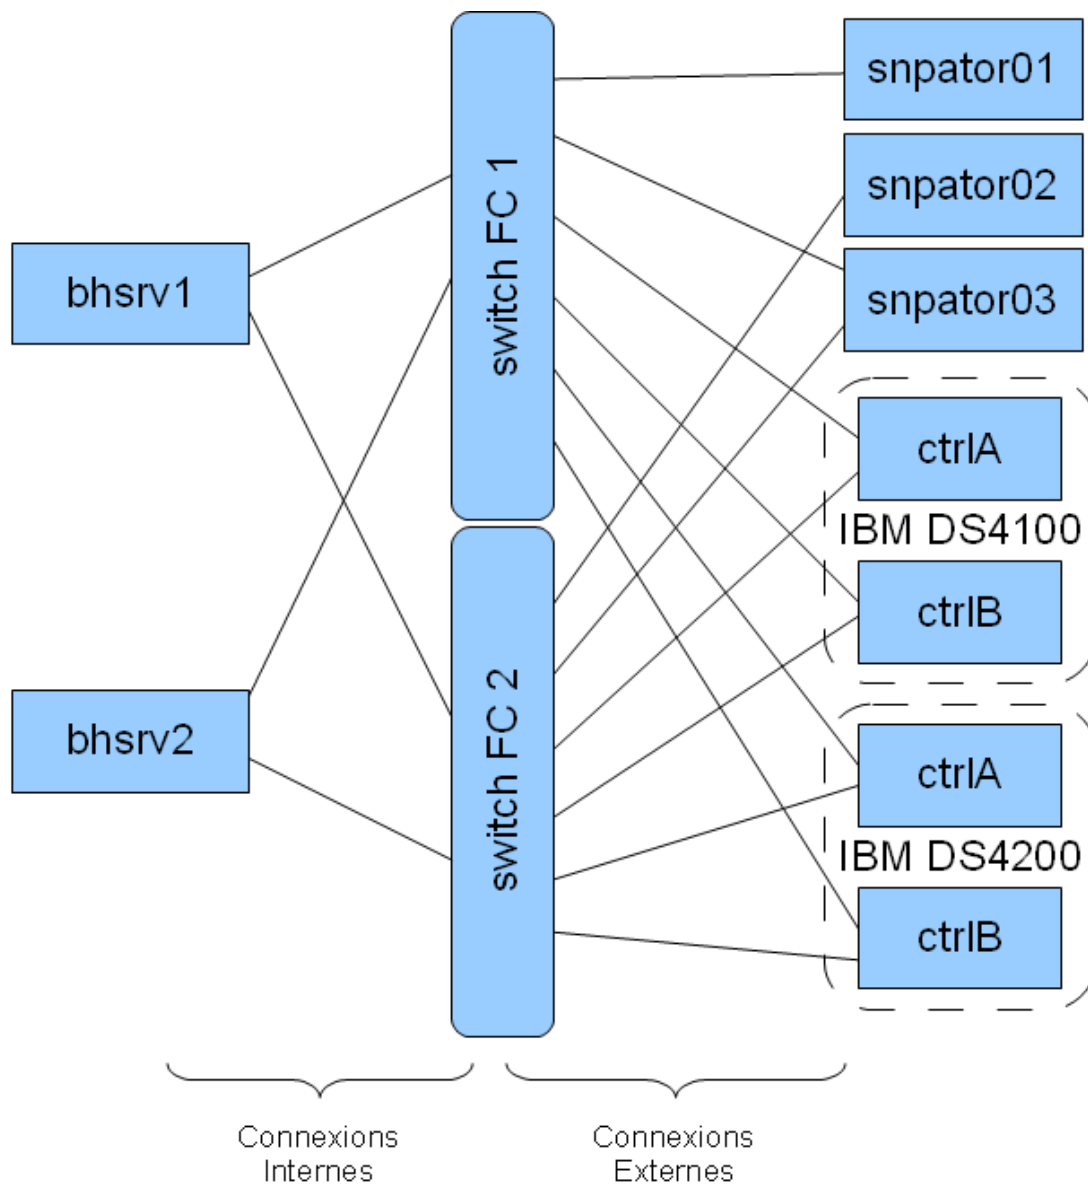 bhsrv1
bhsrv2
switch FC 1
switch FC 2
snpator01
snpator02
snpator03
ctrlA
IBM DS4100
ctrlB
ctrlA
IBM DS4200
ctrlB
Connexions
Internes
Connexions
Externes